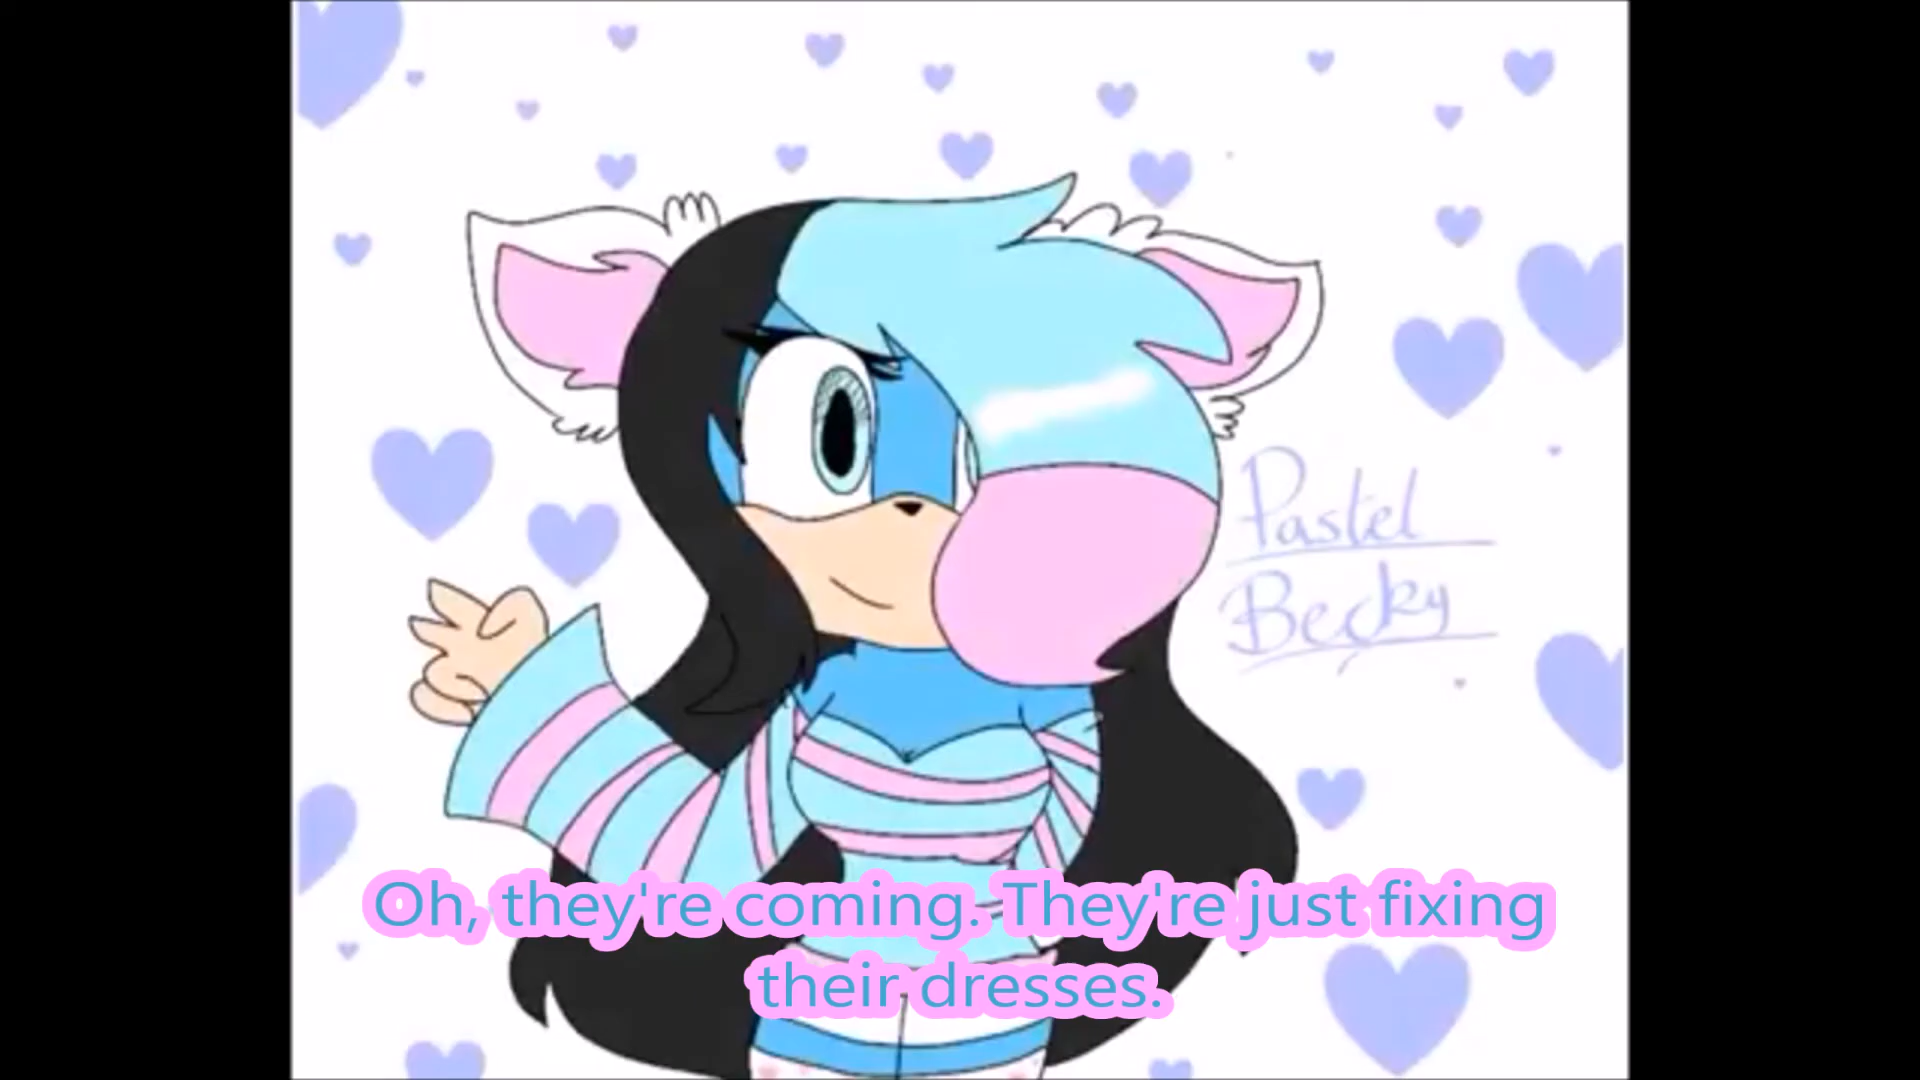 Pastel
Becky
Oh, they're coming. They're just fixing
their dresses.